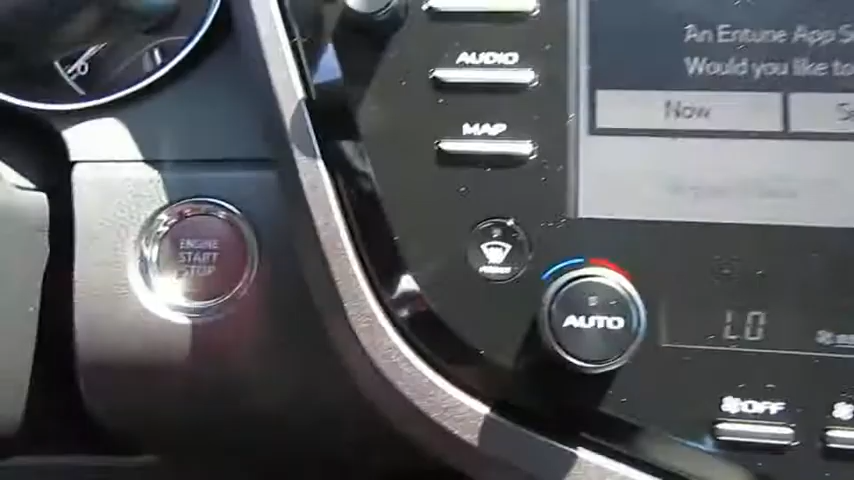 AUDIO
MAP
An Entune App
Would you like to
Now
ENGINE
START
STOP
AUTO
LO
OFF